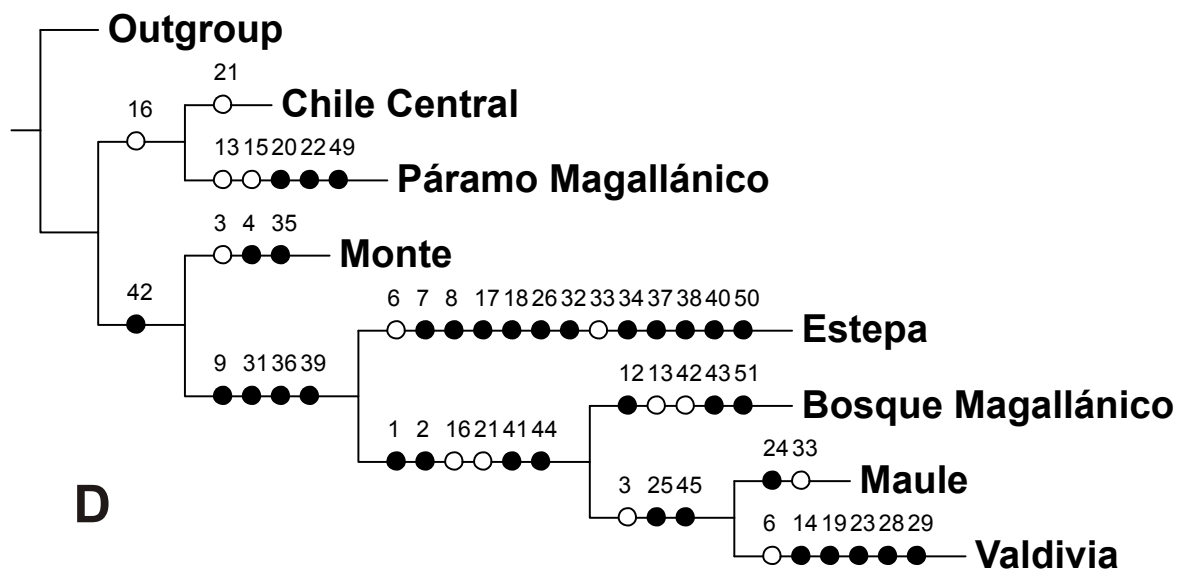 Outgroup
21
16
Chile Central
13 15 20 22 49
Páramo Magallánico
3 4 35
Monte
42
6 7 8 17 18 26 32 33 34 37 38 40 50
Estepa
9 31 36 39
12 13 42 43 51
Bosque Magallánico
1 2 16 21 41 44
24 33
Maule
3 25 45
D
6 14 19 23 28 29
Valdivia